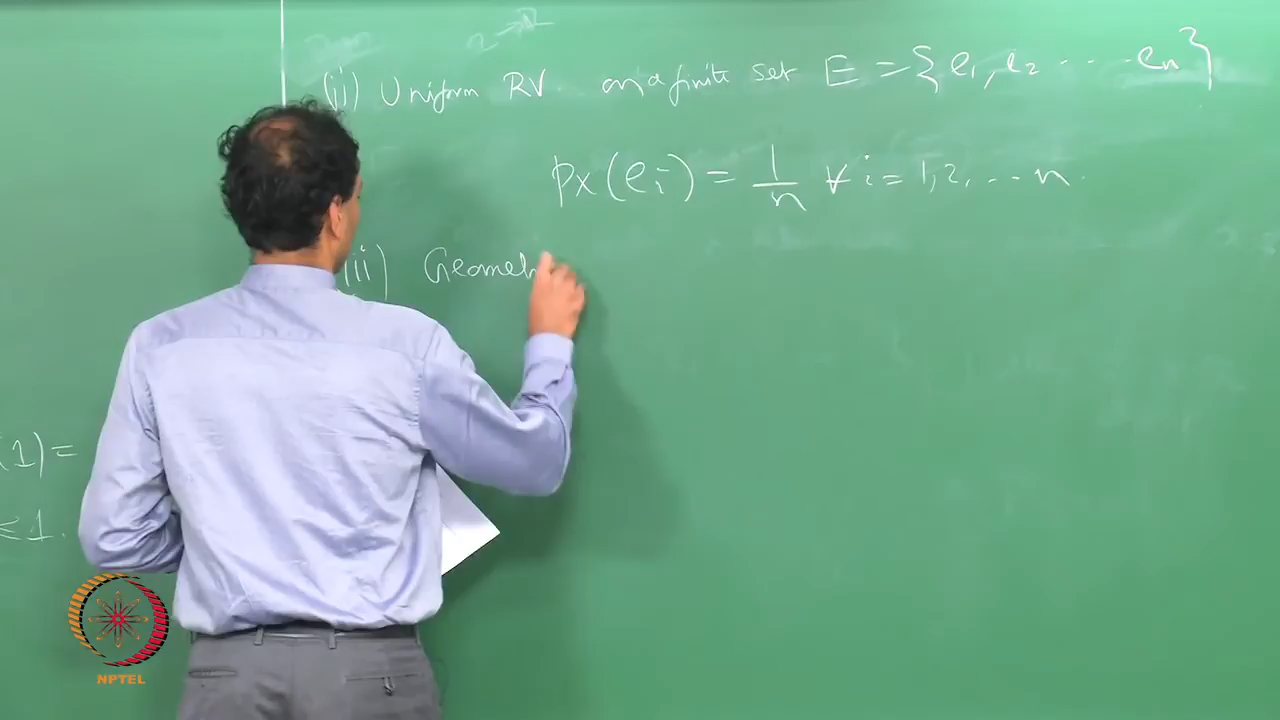 (ii) Uniform RV. on a finite set E = {e1, e2 .... en}
pX(ei) = 1/n ∀ i = 1, 2, ... n.
ii) Geomet
(1) =
≤ 1.
NPTEL